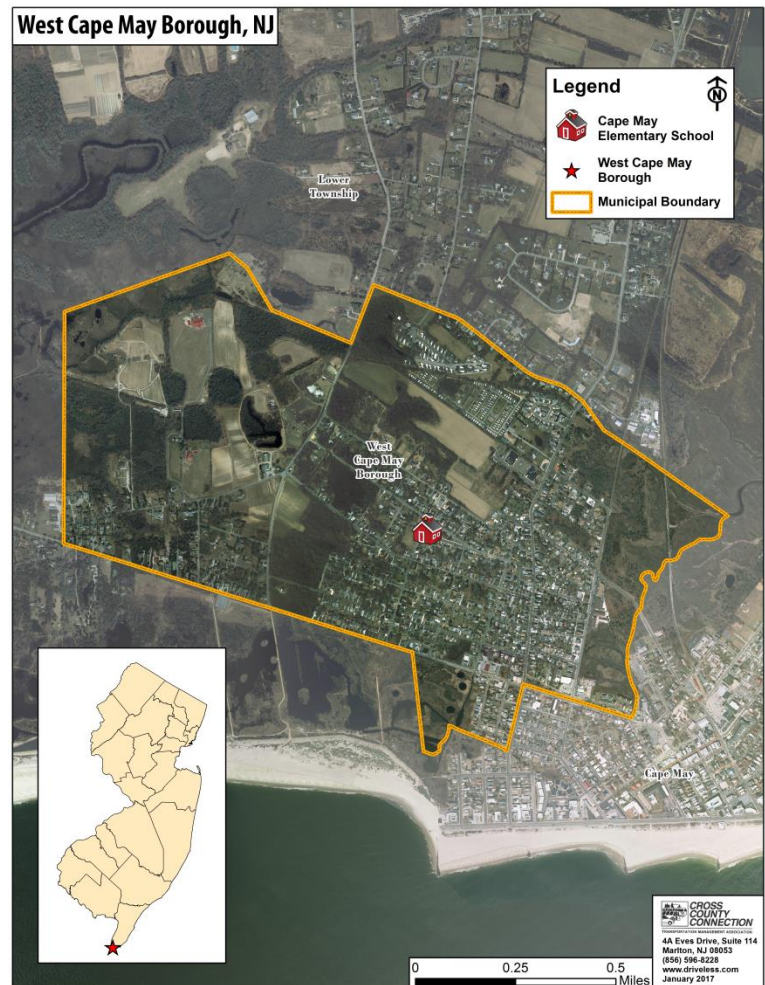 West Cape May Borough, NJ
Legend
N
Cape May
Elementary School
West Cape May
Borough
Municipal Boundary
Lower
Township
West
Cape May
Borough
Cape May
CROSS
COUNTY
CONNECTION
TRANSPORTATION MANAGEMENT ASSOCIATION
4A Eves Drive, Suite 114
Marlton, NJ 08053
(856) 596-8228
www.driveless.com
January 2017
0 0.25 0.5
Miles